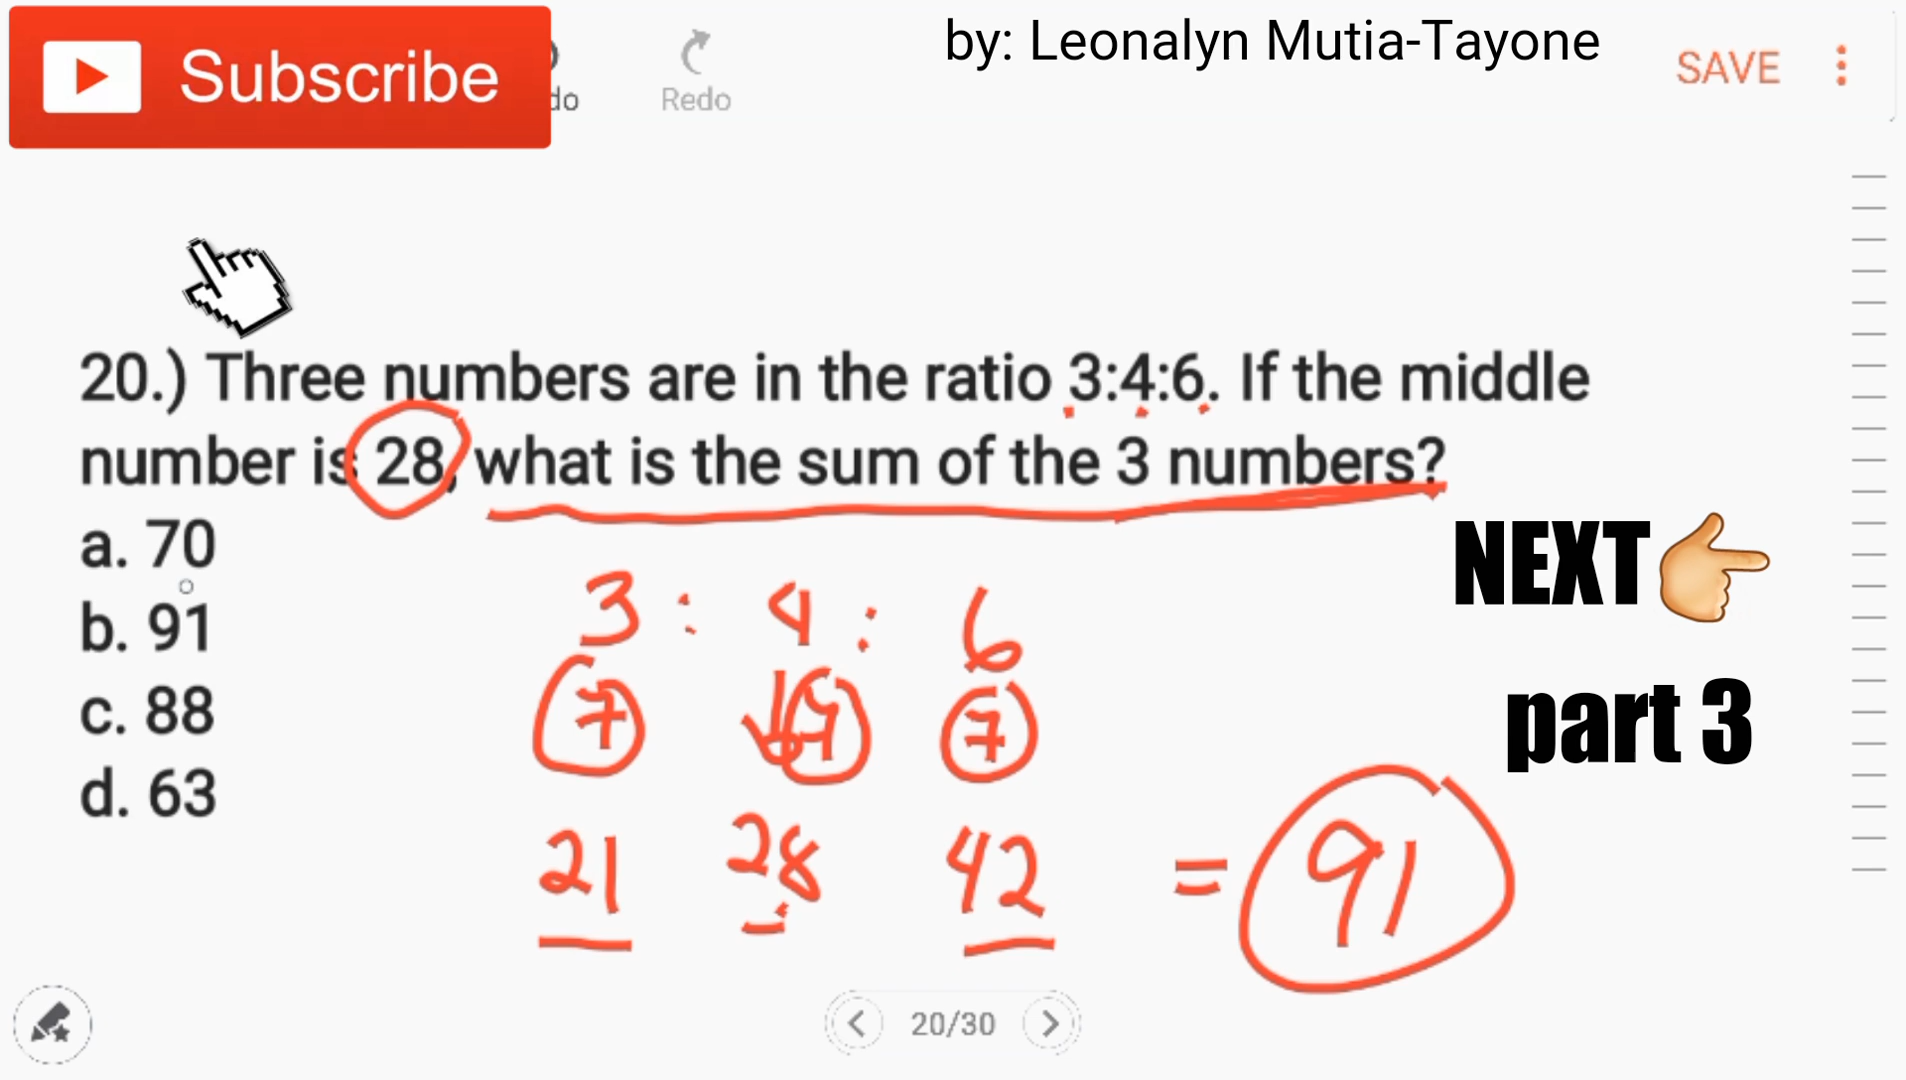 Subscribe
do
Redo
by: Leonalyn Mutia-Tayone
SAVE
20.) Three numbers are in the ratio 3:4:6. If the middle
number is 28, what is the sum of the 3 numbers?
a. 70
b. 91
c. 88
d. 63
NEXT
part 3
3 : 4 : 6
7 7
21 28 42 = 91
20/30